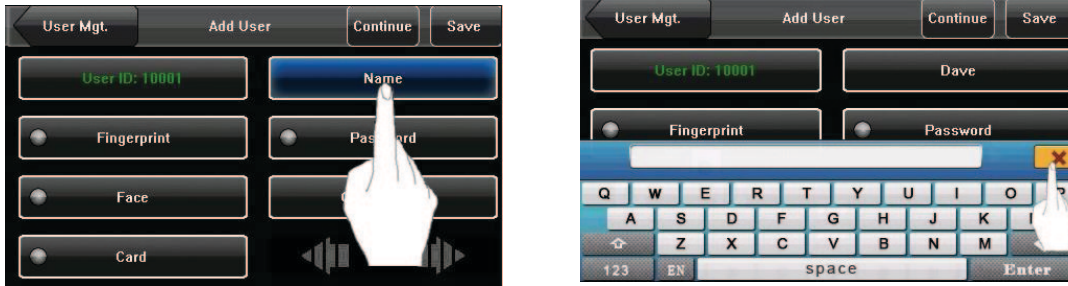 User Mgt. Add User Continue Save
User ID: 10001 Name
Fingerprint
Face
Card
User Mgt. Add User Continue Save
User ID: 10001 Dave
Fingerprint Password
Q W E R T Y U I O P
A S D F G H J K
Z X C V B N M
123 EN space Enter